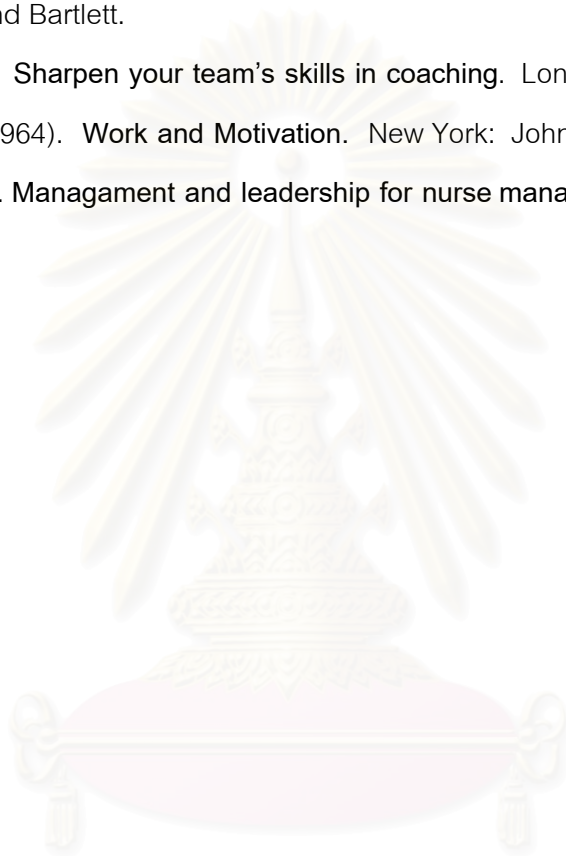 nd Bartlett.
Sharpen your team's skills in coaching. Lon
964). Work and Motivation. New York: John
. Managament and leadership for nurse mana